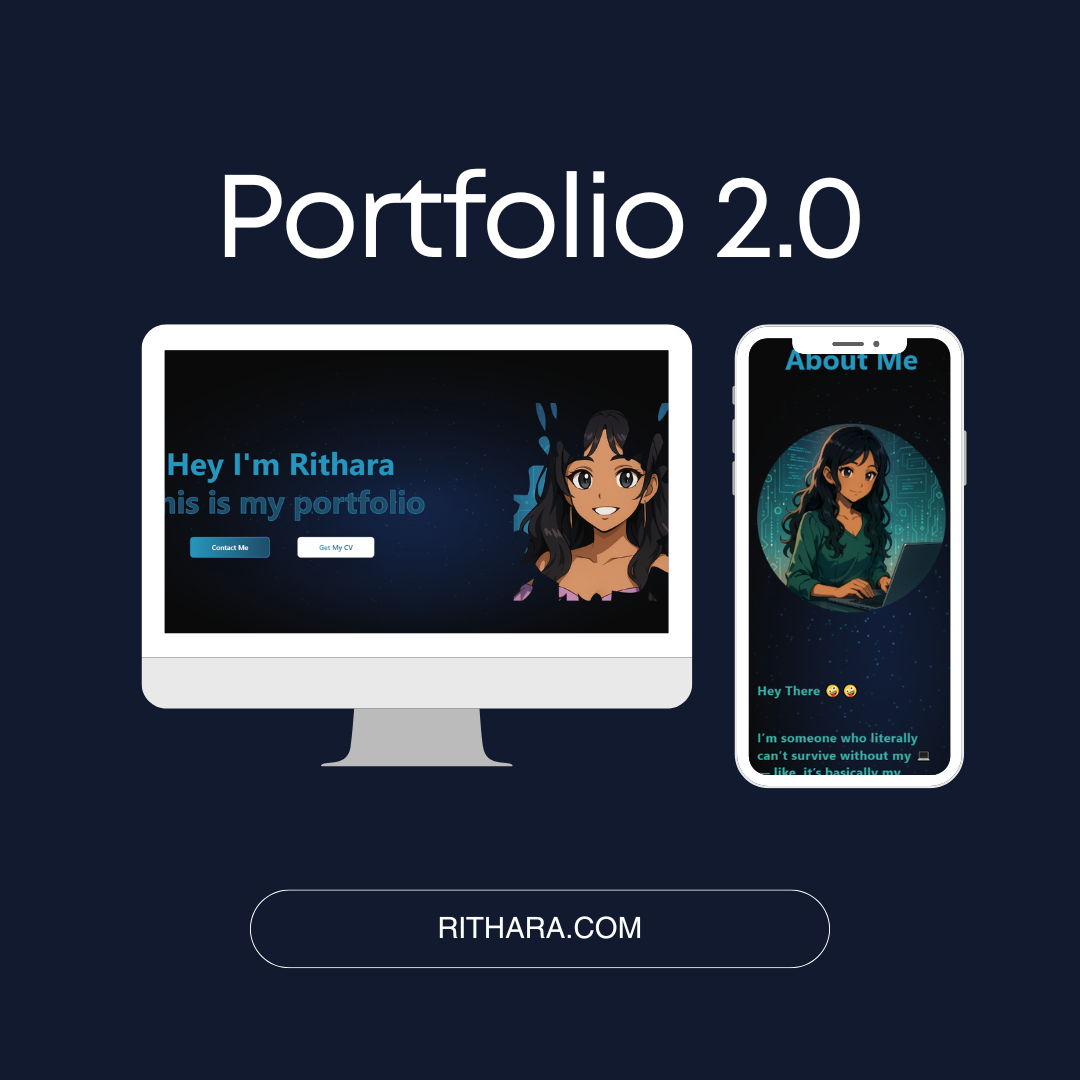 Portfolio 2.0
Hey I'm Rithara
his is my portfolio
Contact Me
Get My CV
About Me
Hey There 🤪🤪
I'm someone who literally
can't survive without my 💻
— like, it's basically my
RITHARA.COM